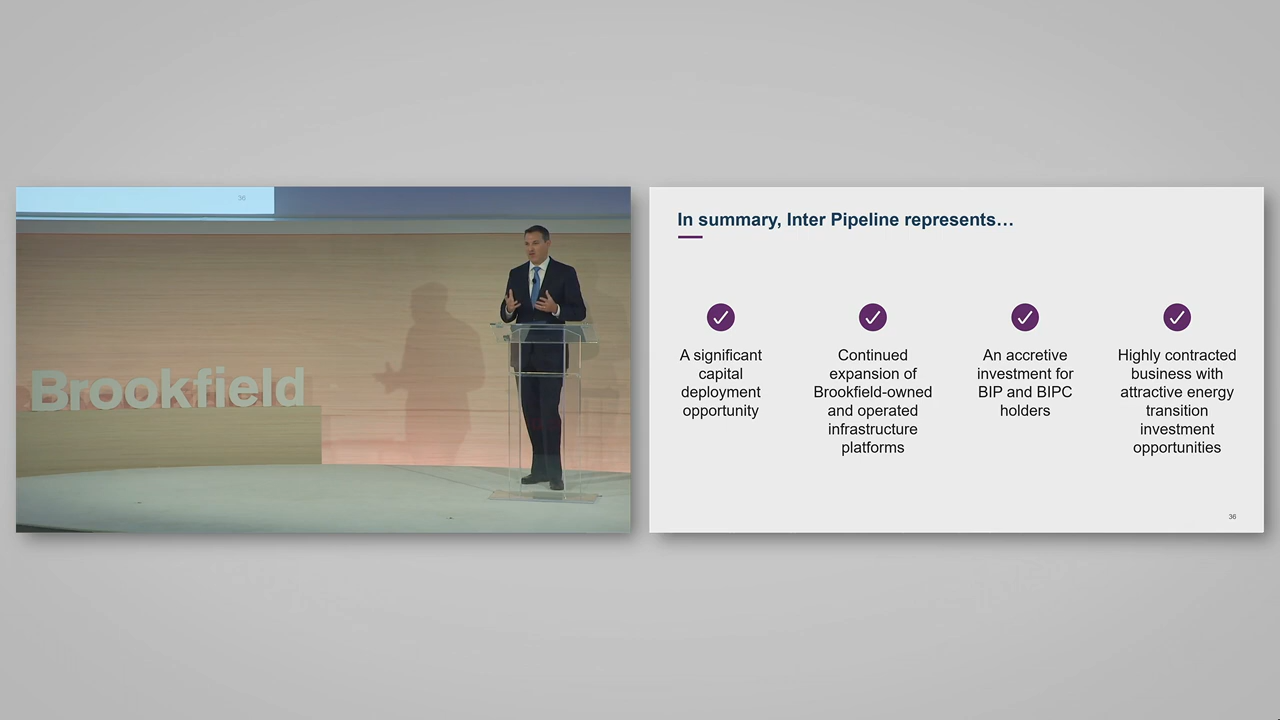 36
Brookfield
In summary, Inter Pipeline represents…
A significant
capital
deployment
opportunity
Continued
expansion of
Brookfield-owned
and operated
infrastructure
platforms
An accretive
investment for
BIP and BIPC
holders
Highly contracted
business with
attractive energy
transition
investment
opportunities
36